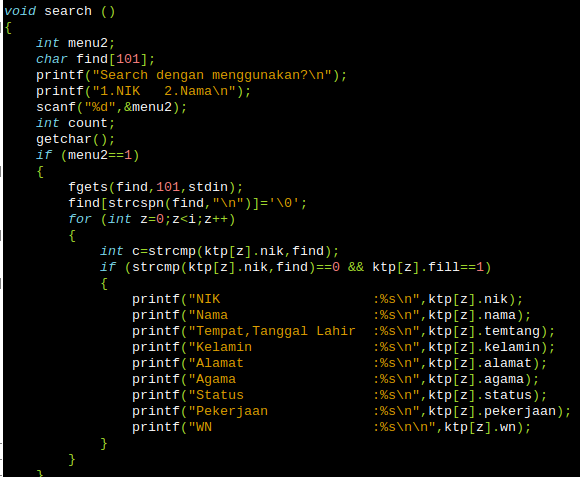 void search ()
{
    int menu2;
    char find[101];
    printf("Search dengan menggunakan?\n");
    printf("1.NIK   2.Nama\n");
    scanf("%d",&menu2);
    int count;
    getchar();
    if (menu2==1)
    {
        fgets(find,101,stdin);
        find[strcspn(find,"\n")]='\0';
        for (int z=0;z<i;z++)
        {
            int c=strcmp(ktp[z].nik,find);
            if (strcmp(ktp[z].nik,find)==0 && ktp[z].fill==1)
            {
                printf("NIK                   :%s\n",ktp[z].nik);
                printf("Nama                  :%s\n",ktp[z].nama);
                printf("Tempat,Tanggal Lahir  :%s\n",ktp[z].temtang);
                printf("Kelamin               :%s\n",ktp[z].kelamin);
                printf("Alamat                :%s\n",ktp[z].alamat);
                printf("Agama                 :%s\n",ktp[z].agama);
                printf("Status                :%s\n",ktp[z].status);
                printf("Pekerjaan             :%s\n",ktp[z].pekerjaan);
                printf("WN                    :%s\n\n",ktp[z].wn);
            }
        }
    }